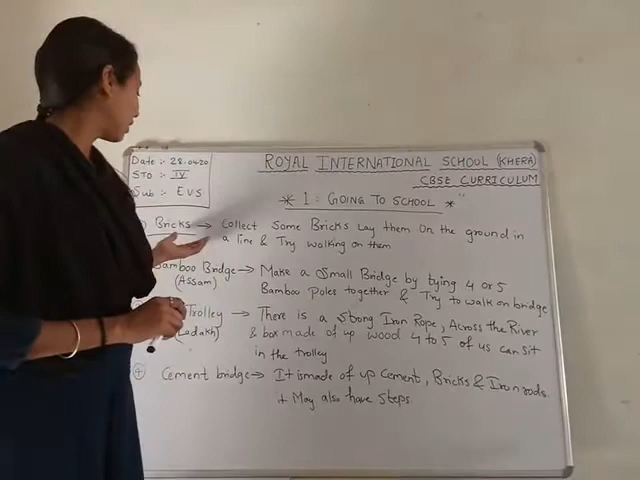 Date :- 28.04.20
STD :- IV
Sub :- EVS
ROYAL INTERNATIONAL SCHOOL (KHERA)
CBSE CURRICULUM
* 1 : GOING TO SCHOOL *
Bricks → Collect Some Bricks Lay them On the ground in
a line & Try walking on them
Bamboo Bridge → Make a Small Bridge by tying 4 or 5
(Assam) Bamboo Poles together & Try to walk on bridge
Trolley → There is a Strong Iron Rope, Across the River
(Ladakh) & box made of up wood 4 to 5 of us can sit
in the trolley
④ Cement bridge → It is made of up Cement, Bricks & Iron rods.
+ May also have Steps.